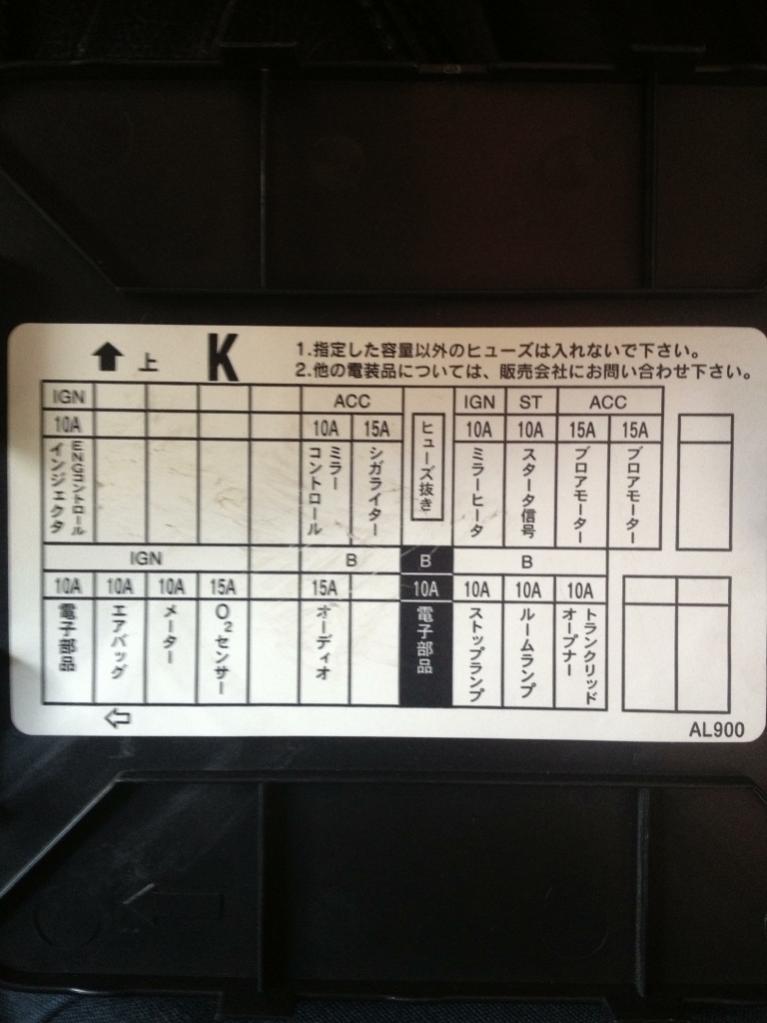 上 K
1.指定した容量以外のヒューズは入れないで下さい。
2.他の電装品については、販売会社にお問い合わせ下さい。
IGN ACC IGN ST ACC
10A 10A 15A 10A 10A 15A 15A
ENGコントロール
インジェクタ
ミラー
コントロール
シガライター
ヒューズ抜き
ミラーヒータ
スタータ信号
ブロアモーター
ブロアモーター
IGN B B B
10A 10A 10A 15A 15A 10A 10A 10A 10A
電子部品
エアバッグ
メーター
O2センサー
オーディオ
電子部品
ストップランプ
ルームランプ
トランクリッド
オープナー
AL900